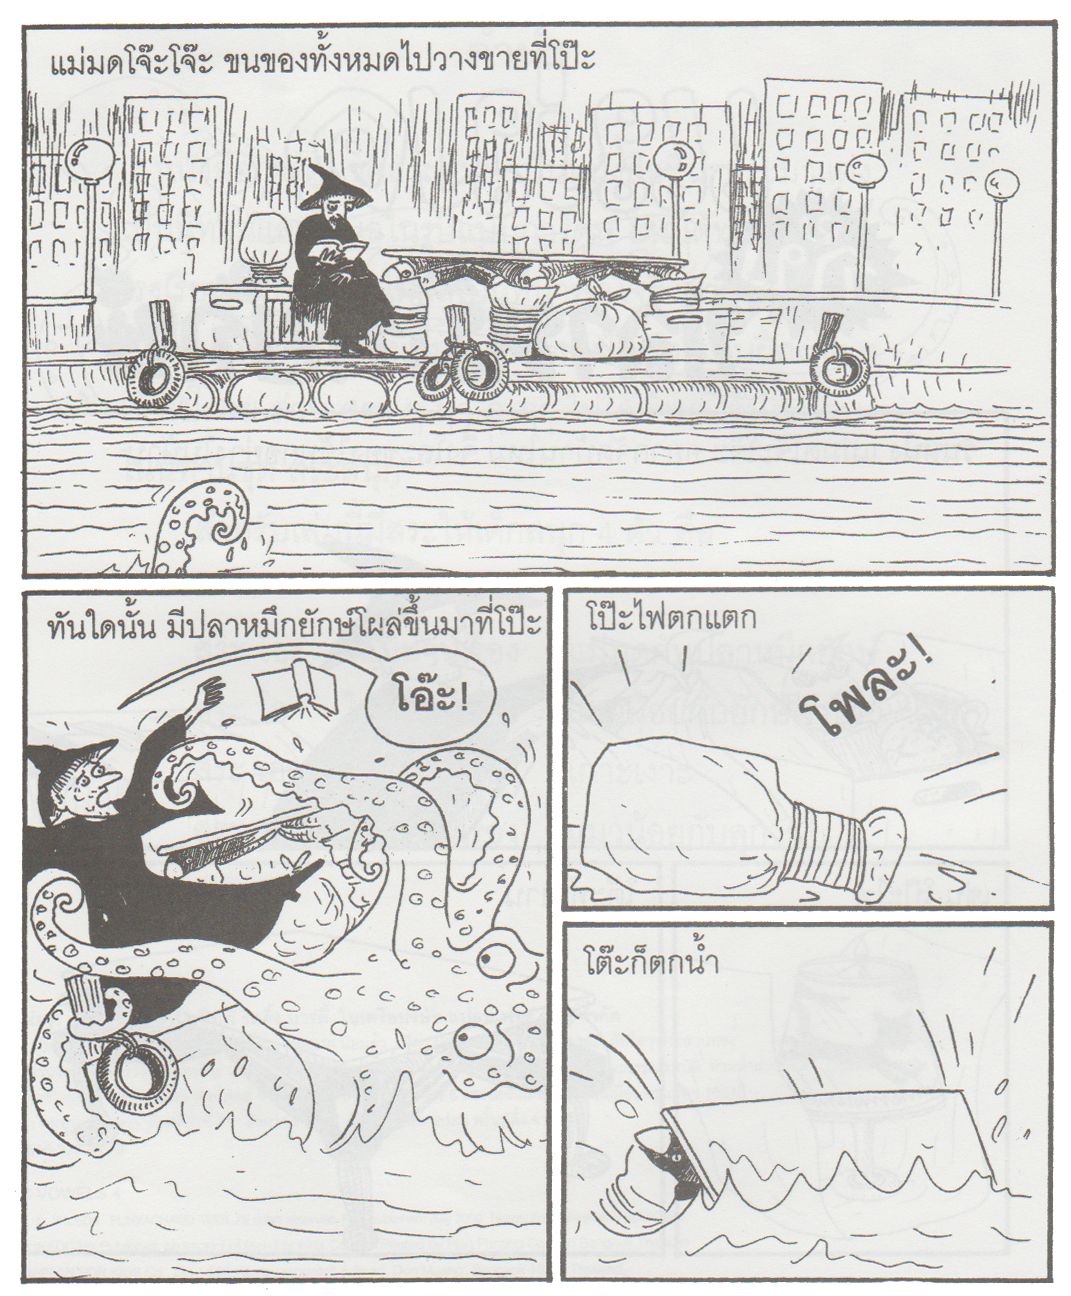 แม่มดโจ๊ะโจ๊ะ ขนของทั้งหมดไปวางขายที่โป๊ะ
ทันใดนั้น มีปลาหมึกยักษ์โผล่ขึ้นมาที่โป๊ะ
โอ๊ะ!
โป๊ะไฟตกแตก
โพละ!
โต๊ะก็ตกน้ำ